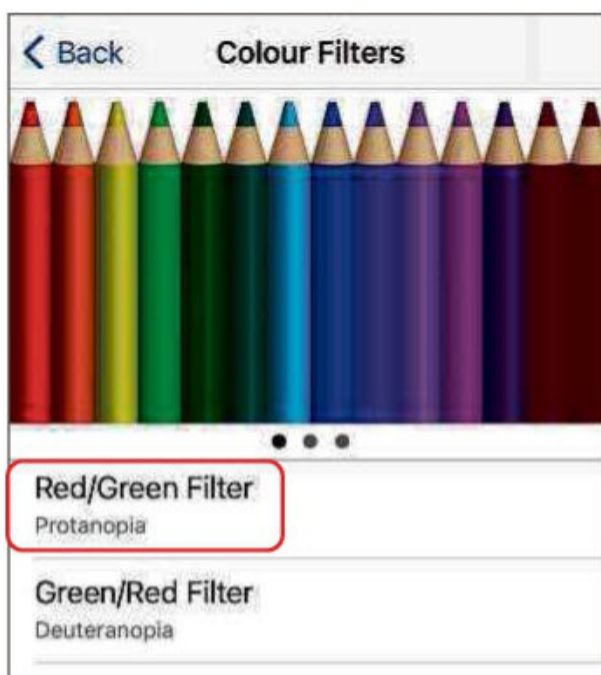 Back Colour Filters
Red/Green Filter
Protanopia
Green/Red Filter
Deuteranopia